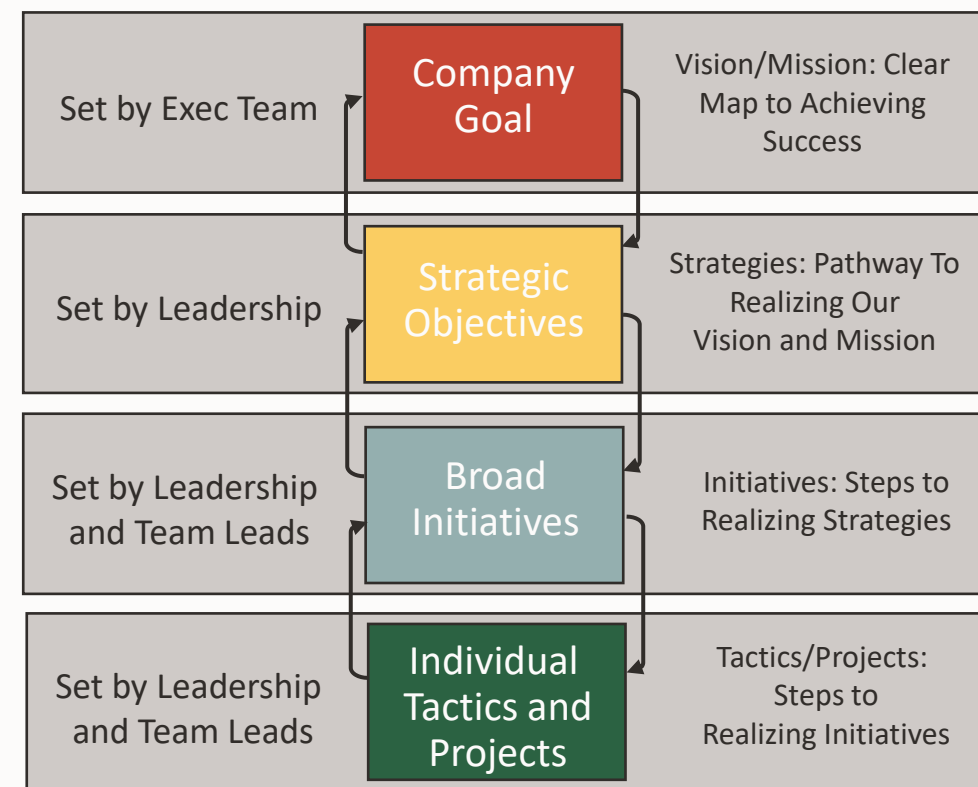 Set by Exec Team
Company
Goal
Vision/Mission: Clear
Map to Achieving
Success
Set by Leadership
Strategic
Objectives
Strategies: Pathway To
Realizing Our
Vision and Mission
Set by Leadership
and Team Leads
Broad
Initiatives
Initiatives: Steps to
Realizing Strategies
Set by Leadership
and Team Leads
Individual
Tactics and
Projects
Tactics/Projects:
Steps to
Realizing Initiatives